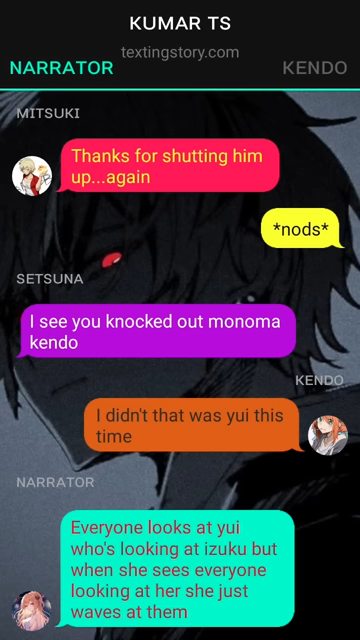 KUMAR TS
textingstory.com
NARRATOR
KENDO
MITSUKI
Thanks for shutting him
up...again
*nods*
SETSUNA
I see you knocked out monoma
kendo
KENDO
I didn't that was yui this
time
NARRATOR
Everyone looks at yui
who's looking at izuku but
when she sees everyone
looking at her she just
waves at them